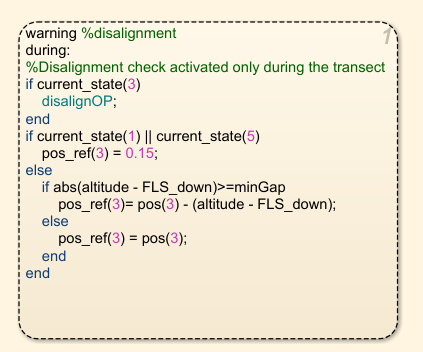 warning %disalignment
1
during:
%Disalignment check activated only during the transect
if current_state(3)
disalignOP;
end
if current_state(1) || current_state(5)
pos_ref(3) = 0.15;
else
if abs(altitude - FLS_down)>=minGap
pos_ref(3)= pos(3) - (altitude - FLS_down);
else
pos_ref(3) = pos(3);
end
end